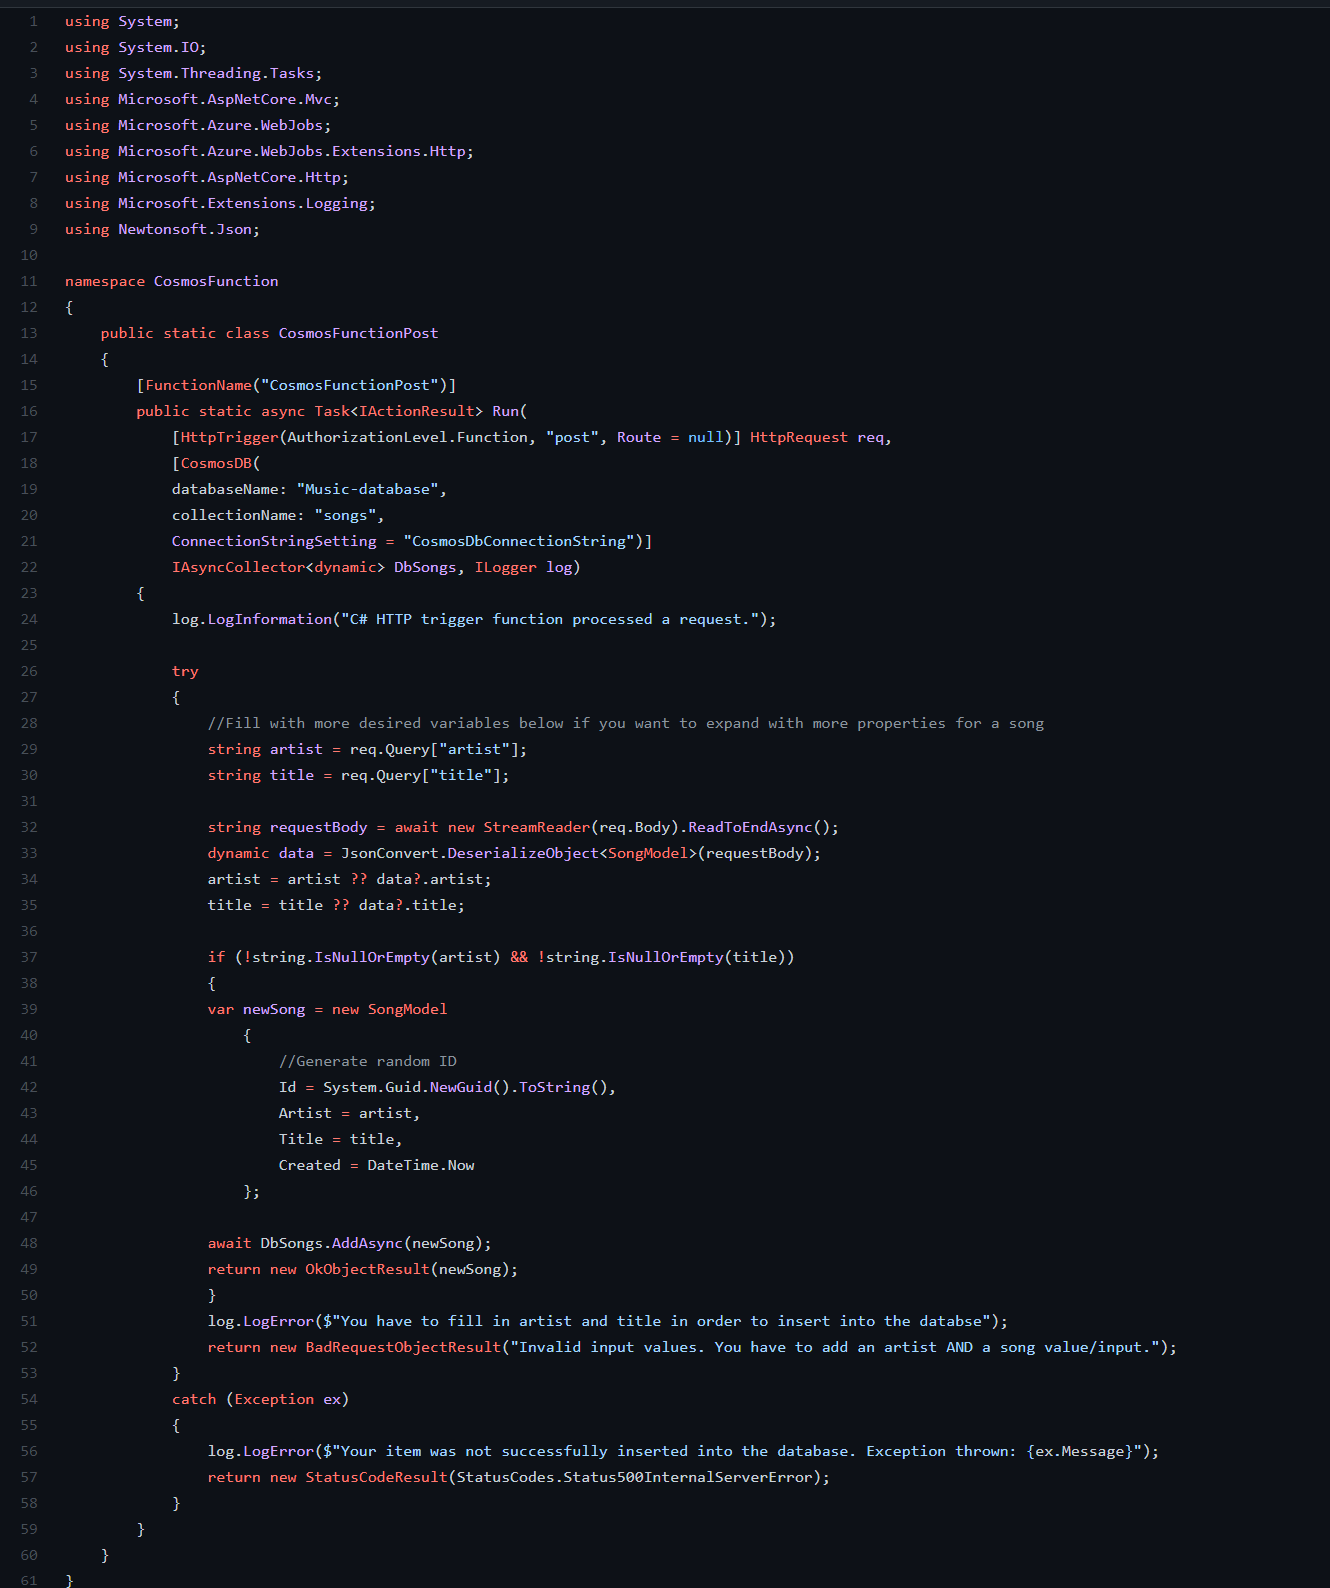 1 using System;
2 using System.IO;
3 using System.Threading.Tasks;
4 using Microsoft.AspNetCore.Mvc;
5 using Microsoft.Azure.WebJobs;
6 using Microsoft.Azure.WebJobs.Extensions.Http;
7 using Microsoft.AspNetCore.Http;
8 using Microsoft.Extensions.Logging;
9 using Newtonsoft.Json;
10
11 namespace CosmosFunction
12 {
13     public static class CosmosFunctionPost
14     {
15         [FunctionName("CosmosFunctionPost")]
16         public static async Task<IActionResult> Run(
17             [HttpTrigger(AuthorizationLevel.Function, "post", Route = null)] HttpRequest req,
18             [CosmosDB(
19             databaseName: "Music-database",
20             collectionName: "songs",
21             ConnectionStringSetting = "CosmosDbConnectionString")]
22             IAsyncCollector<dynamic> DbSongs, ILogger log)
23         {
24             log.LogInformation("C# HTTP trigger function processed a request.");
25
26             try
27             {
28                 //Fill with more desired variables below if you want to expand with more properties for a song
29                 string artist = req.Query["artist"];
30                 string title = req.Query["title"];
31
32                 string requestBody = await new StreamReader(req.Body).ReadToEndAsync();
33                 dynamic data = JsonConvert.DeserializeObject<SongModel>(requestBody);
34                 artist = artist ?? data?.artist;
35                 title = title ?? data?.title;
36
37                 if (!string.IsNullOrEmpty(artist) && !string.IsNullOrEmpty(title))
38                 {
39                 var newSong = new SongModel
40                     {
41                         //Generate random ID
42                         Id = System.Guid.NewGuid().ToString(),
43                         Artist = artist,
44                         Title = title,
45                         Created = DateTime.Now
46                     };
47
48                 await DbSongs.AddAsync(newSong);
49                 return new OkObjectResult(newSong);
50                 }
51                 log.LogError($"You have to fill in artist and title in order to insert into the databse");
52                 return new BadRequestObjectResult("Invalid input values. You have to add an artist AND a song value/input.");
53             }
54             catch (Exception ex)
55             {
56                 log.LogError($"Your item was not successfully inserted into the database. Exception thrown: {ex.Message}");
57                 return new StatusCodeResult(StatusCodes.Status500InternalServerError);
58             }
59         }
60     }
61 }